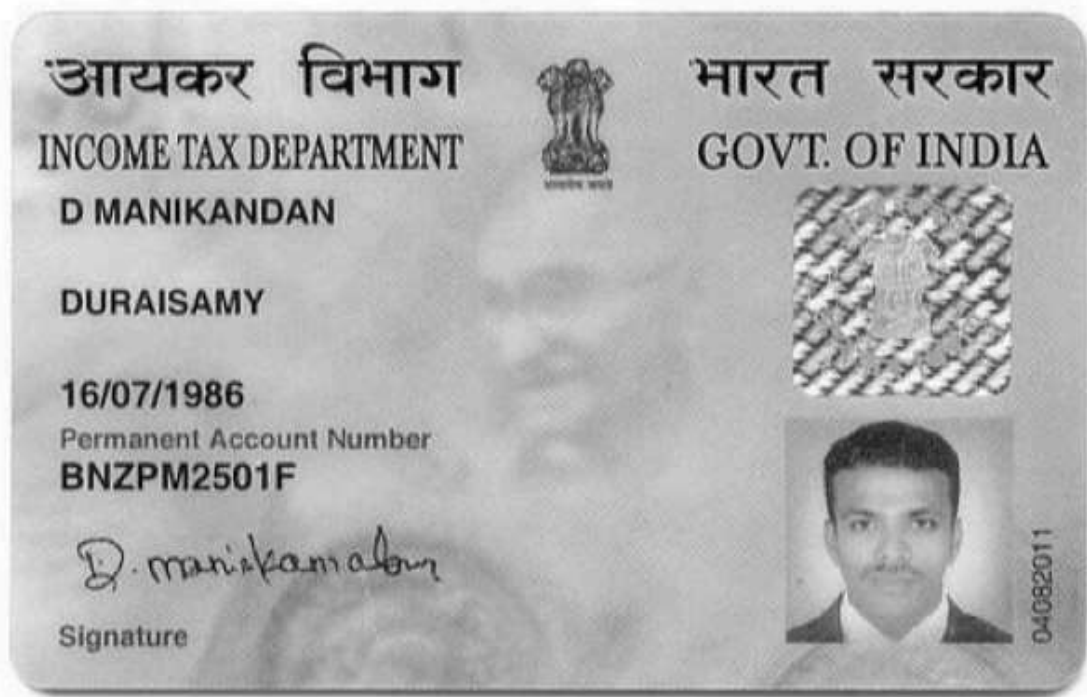 आयकर विभाग
भारत सरकार
INCOME TAX DEPARTMENT
GOVT. OF INDIA
D MANIKANDAN
DURAISAMY
16/07/1986
Permanent Account Number
BNZPM2501F
D. manikandan
Signature
04082011